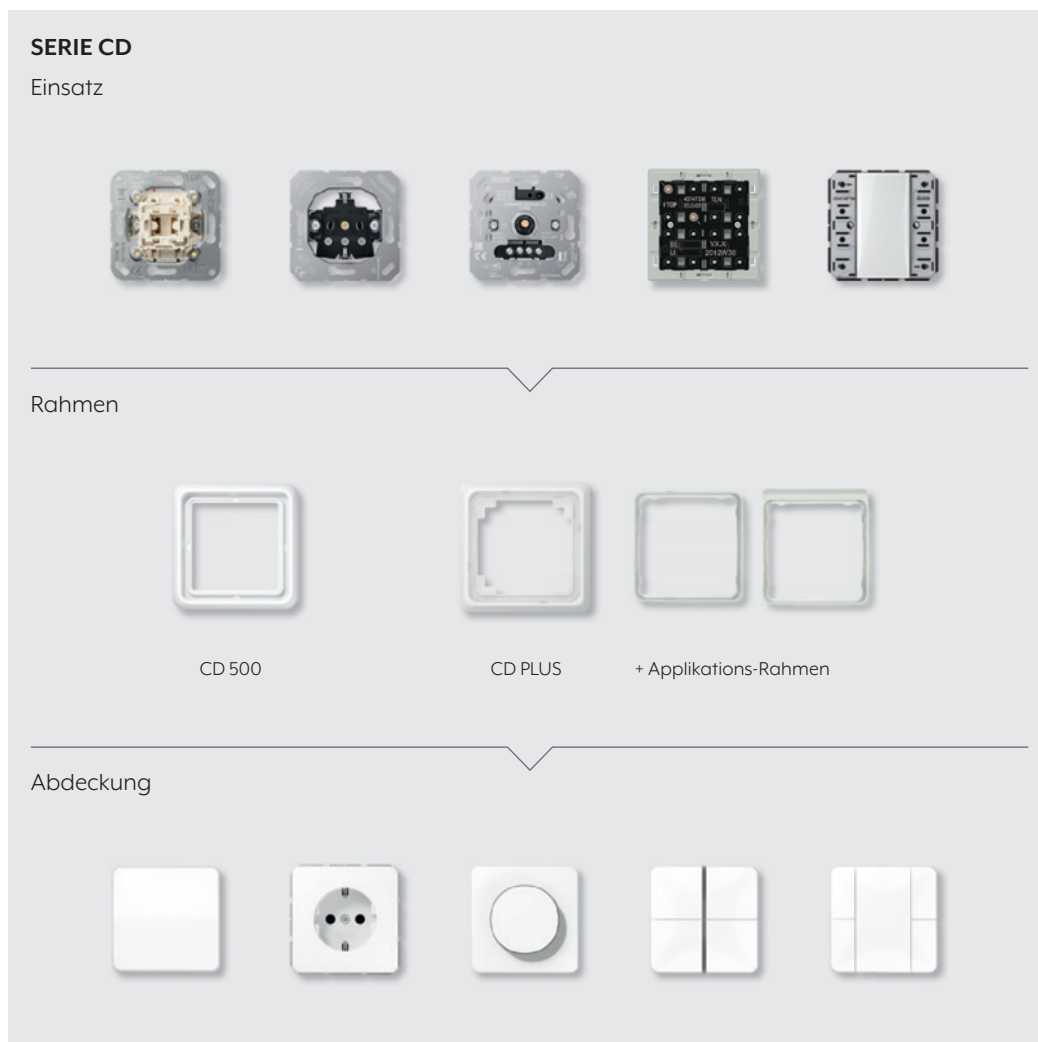 SERIE CD
Einsatz
Rahmen
CD 500
CD PLUS
+ Applikations-Rahmen
Abdeckung